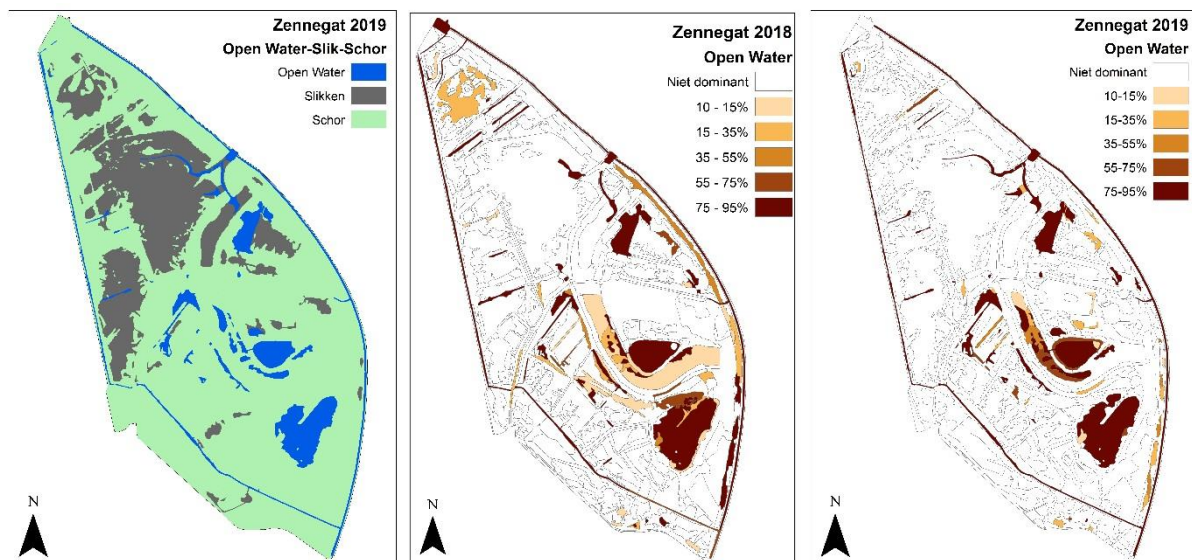 Zennegat 2019
Open Water-Slik-Schor
Open Water
Slikken
Schor
N
Zennegat 2018
Open Water
Niet dominant
10 - 15%
15 - 35%
35 - 55%
55 - 75%
75 - 95%
N
Zennegat 2019
Open Water
Niet dominant
10-15%
15-35%
35-55%
55-75%
75-95%
N